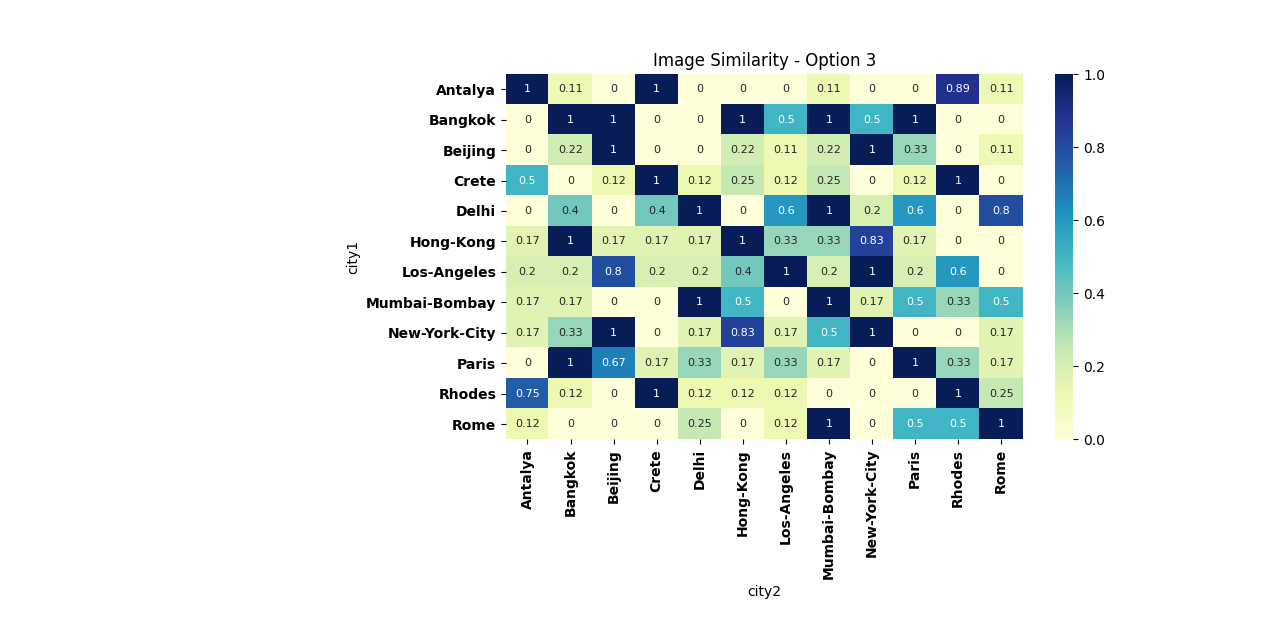 Image Similarity - Option 3
Antalya 1 0.11 0 1 0 0 0 0.11 0 0 0.89 0.11
Bangkok 0 1 1 0 0 1 0.5 1 0.5 1 0 0
Beijing 0 0.22 1 0 0 0.22 0.11 0.22 1 0.33 0 0.11
Crete 0.5 0 0.12 1 0.12 0.25 0.12 0.25 0 0.12 1 0
Delhi 0 0.4 0 0.4 1 0 0.6 1 0.2 0.6 0 0.8
Hong-Kong 0.17 1 0.17 0.17 0.17 1 0.33 0.33 0.83 0.17 0 0
Los-Angeles 0.2 0.2 0.8 0.2 0.2 0.4 1 0.2 1 0.2 0.6 0
Mumbai-Bombay 0.17 0.17 0 0 1 0.5 0 1 0.17 0.5 0.33 0.5
New-York-City 0.17 0.33 1 0 0.17 0.83 0.17 0.5 1 0 0 0.17
Paris 0 1 0.67 0.17 0.33 0.17 0.33 0.17 0 1 0.33 0.17
Rhodes 0.75 0.12 0 1 0.12 0.12 0.12 0 0 0 1 0.25
Rome 0.12 0 0 0 0.25 0 0.12 1 0 0.5 0.5 1
city1
Antalya
Bangkok
Beijing
Crete
Delhi
Hong-Kong
Los-Angeles
Mumbai-Bombay
New-York-City
Paris
Rhodes
Rome
city2
1.0
0.8
0.6
0.4
0.2
0.0